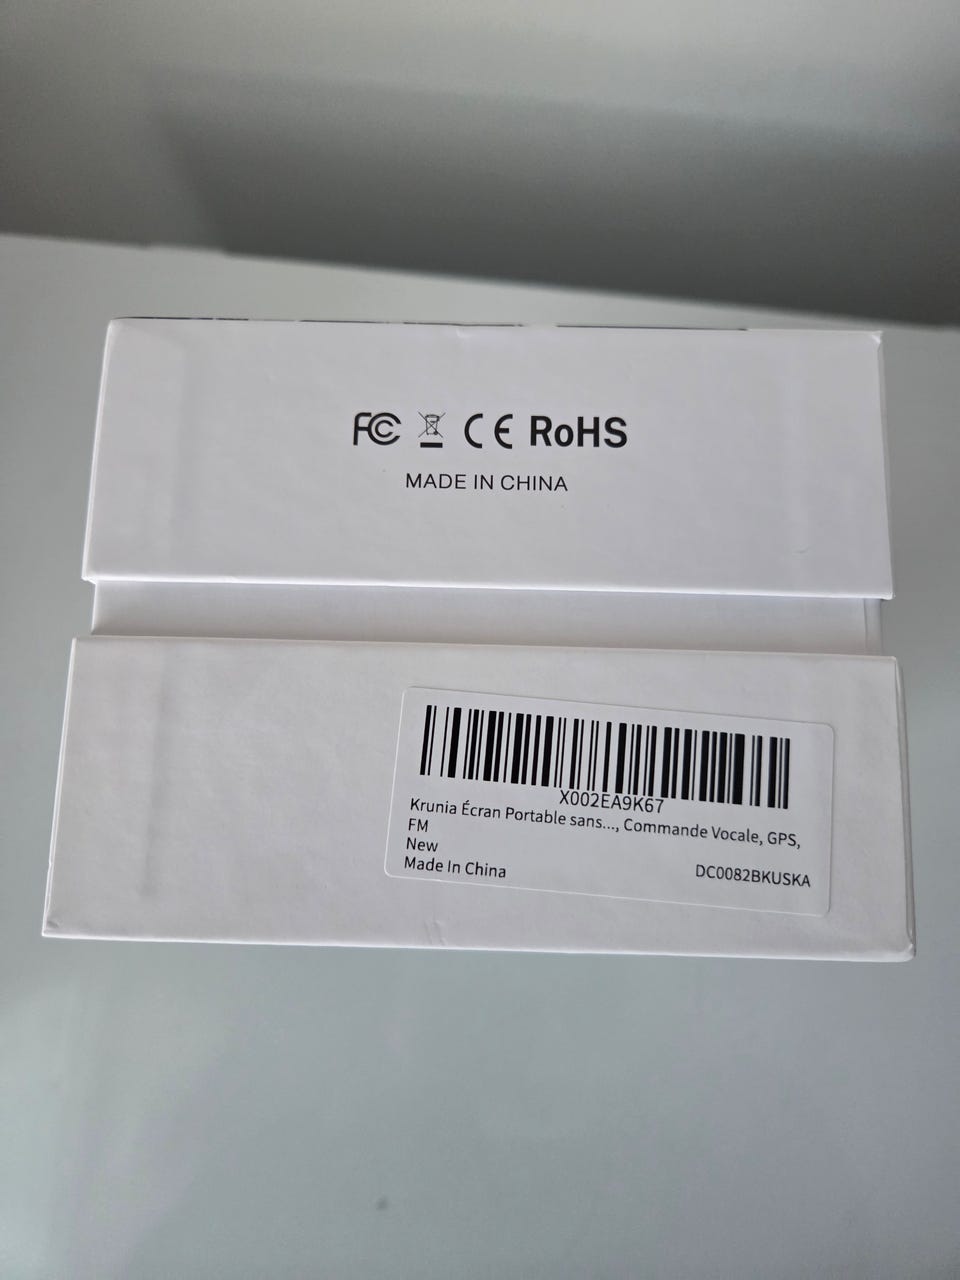 FC CE RoHS
MADE IN CHINA
X002EA9K67
Krunia Écran Portable sans..., Commande Vocale, GPS,
FM
New
Made In China DC0082BKUSKA